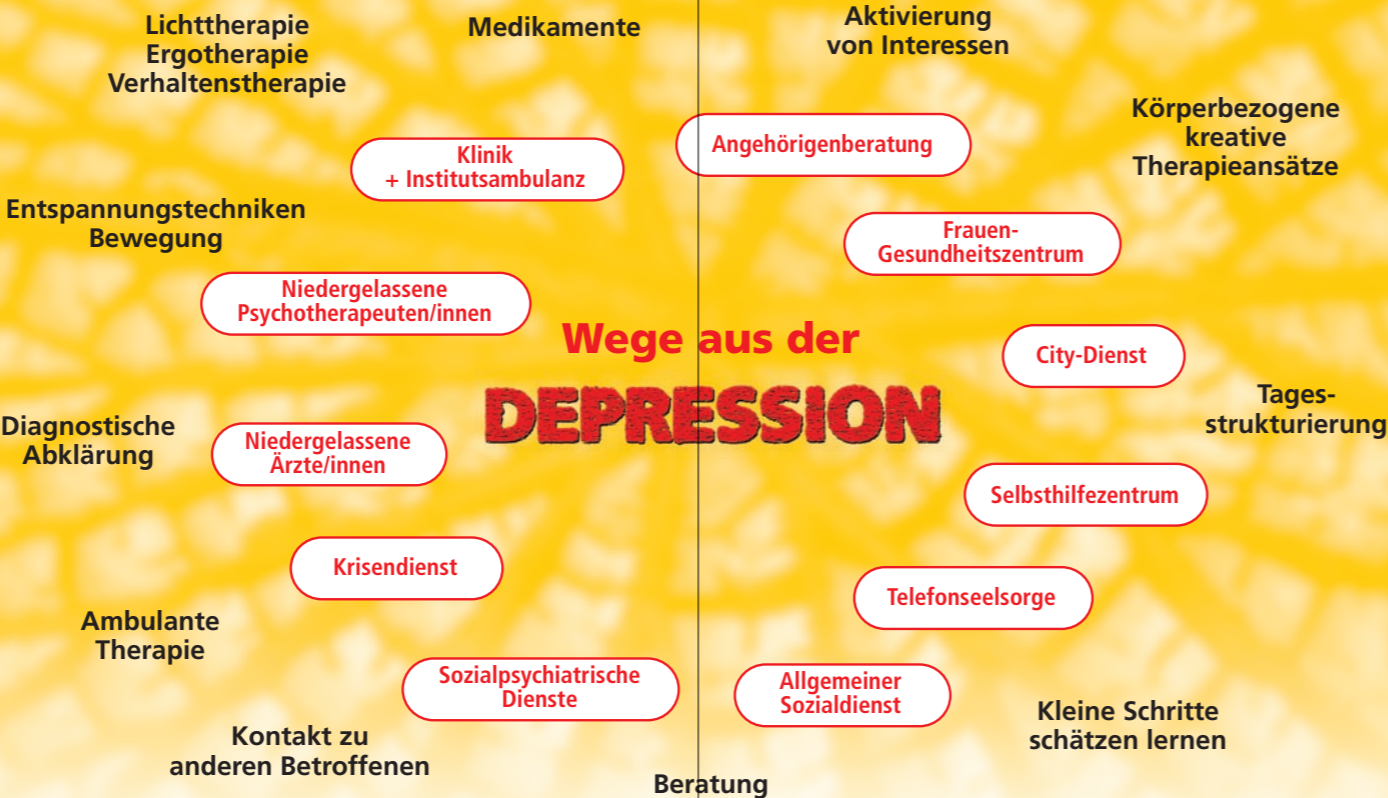 Lichttherapie
Ergotherapie
Verhaltenstherapie
Medikamente
Aktivierung
von Interessen
Körperbezogene
kreative
Therapieansätze
Klinik
+ Institutsambulanz
Angehörigenberatung
Entspannungstechniken
Bewegung
Frauen-
Gesundheitszentrum
Niedergelassene
Psychotherapeuten/innen
Wege aus der
DEPRESSION
City-Dienst
Tages-
strukturierung
Diagnostische
Abklärung
Niedergelassene
Ärzte/innen
Selbsthilfezentrum
Krisendienst
Telefonseelsorge
Ambulante
Therapie
Sozialpsychiatrische
Dienste
Allgemeiner
Sozialdienst
Kleine Schritte
schätzen lernen
Kontakt zu
anderen Betroffenen
Beratung